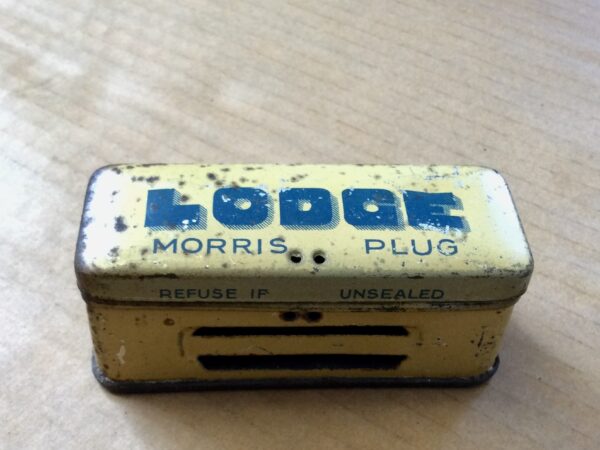 LODGE
MORRIS PLUG
REFUSE IF UNSEALED